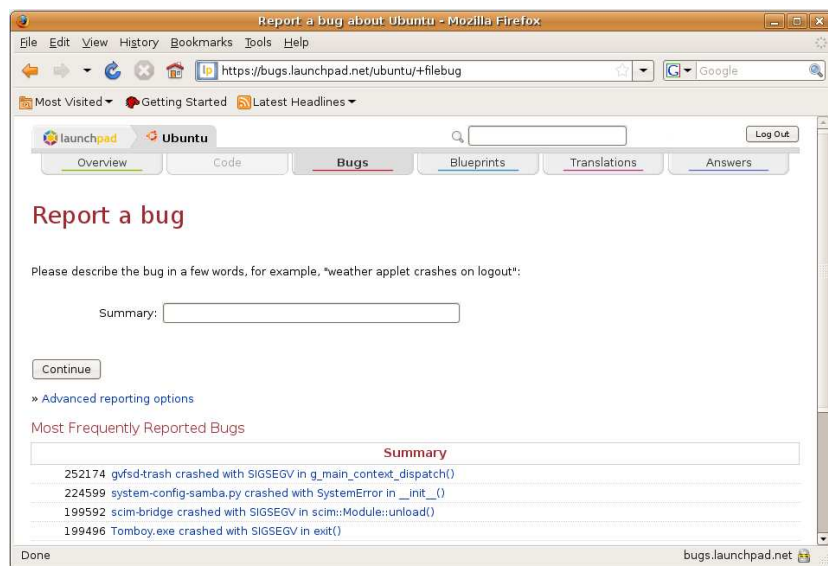 Report a bug about Ubuntu - Mozilla Firefox
File Edit View History Bookmarks Tools Help
lp https://bugs.launchpad.net/ubuntu/+filebug G Google
Most Visited Getting Started Latest Headlines
launchpad Ubuntu Log Out
Overview Code Bugs Blueprints Translations Answers
Report a bug
Please describe the bug in a few words, for example, "weather applet crashes on logout":
Summary:
Continue
» Advanced reporting options
Most Frequently Reported Bugs
Summary
252174 gvfsd-trash crashed with SIGSEGV in g_main_context_dispatch()
224599 system-config-samba.py crashed with SystemError in __init__()
199592 scim-bridge crashed with SIGSEGV in scim::Module::unload()
199496 Tomboy.exe crashed with SIGSEGV in exit()
Done bugs.launchpad.net